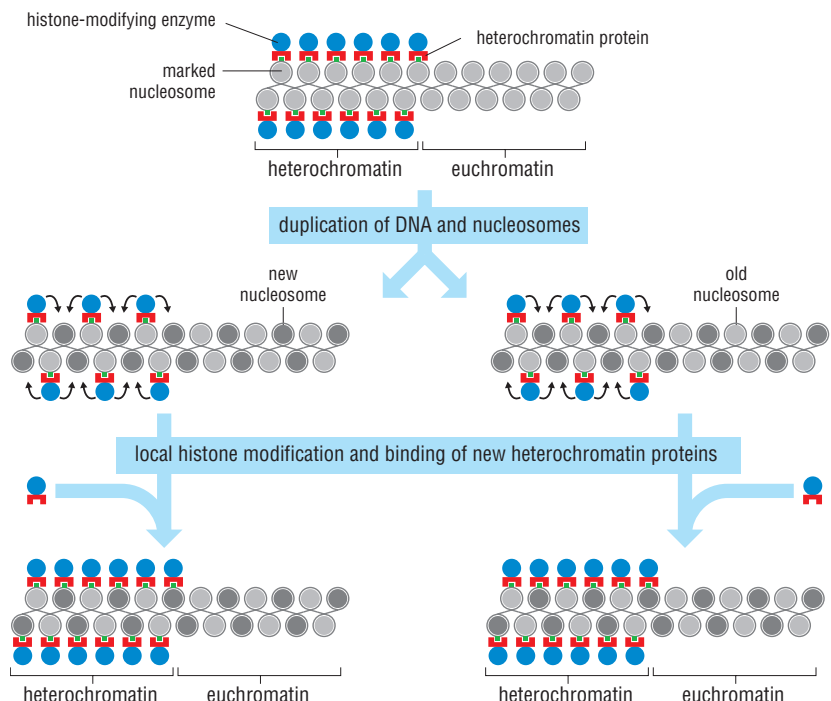 histone-modifying enzyme
heterochromatin protein
marked
nucleosome
heterochromatin
euchromatin
duplication of DNA and nucleosomes
new
nucleosome
old
nucleosome
local histone modification and binding of new heterochromatin proteins
heterochromatin
euchromatin
heterochromatin
euchromatin